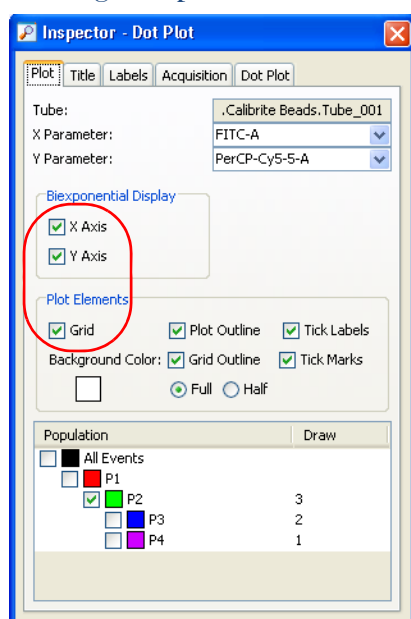 Inspector - Dot Plot
Plot Title Labels Acquisition Dot Plot
Tube: .Calibrite Beads.Tube_001
X Parameter: FITC-A
Y Parameter: PerCP-Cy5-5-A
Biexponential Display
X Axis
Y Axis
Plot Elements
Grid Plot Outline Tick Labels
Background Color: Grid Outline Tick Marks
Full Half
Population Draw
All Events
P1
P2 3
P3 2
P4 1